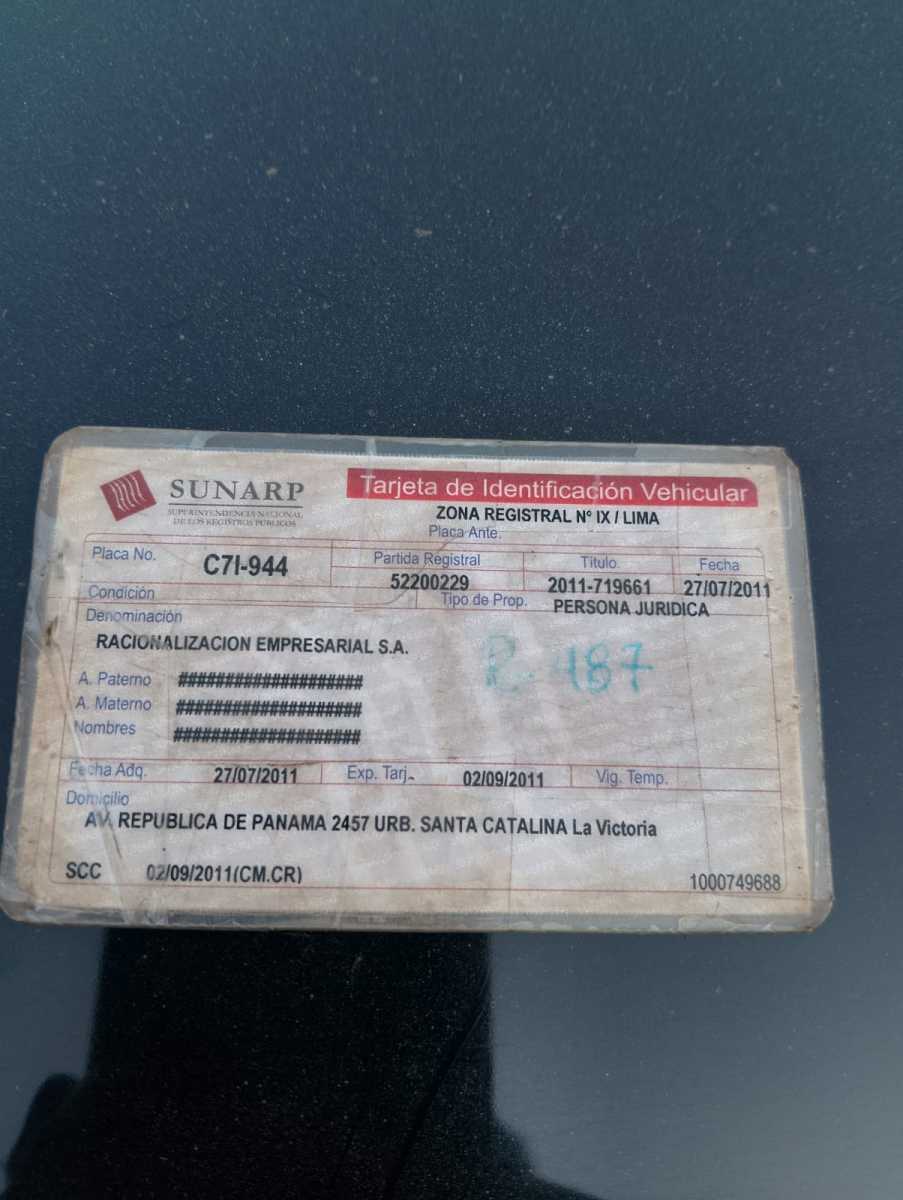 SUNARP
SUPERINTENDENCIA NACIONAL
DE LOS REGISTROS PUBLICOS
Tarjeta de Identificación Vehicular
ZONA REGISTRAL Nº IX / LIMA
Placa Ante.
Placa No. C7I-944
Partida Registral 52200229
Título. 2011-719661
Fecha 27/07/2011
Condición
Tipo de Prop. PERSONA JURIDICA
Denominación
RACIONALIZACION EMPRESARIAL S.A.
R 487
A. Paterno ####################
A. Materno ####################
Nombres ####################
Fecha Adq. 27/07/2011 Exp. Tarj. 02/09/2011 Vig. Temp.
Domicilio
AV. REPUBLICA DE PANAMA 2457 URB. SANTA CATALINA La Victoria
SCC 02/09/2011(CM.CR)
1000749688